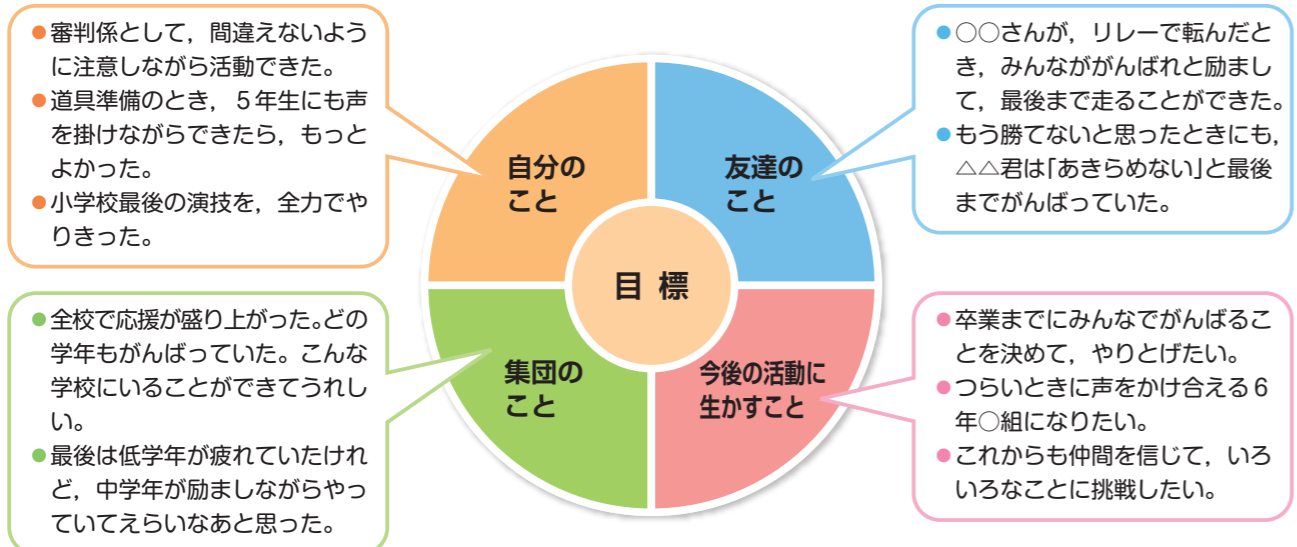 ●審判係として，間違えないよう
に注意しながら活動できた。
●道具準備のとき，5年生にも声
を掛けながらできたら，もっと
よかった。
●小学校最後の演技を，全力でや
りきった。
●○○さんが，リレーで転んだと
き，みんながんばれと励まし
て，最後まで走ることができた。
●もう勝てないと思ったときにも，
△△君は「あきらめない」と最後
までがんばっていた。
自分の
こと
友達の
こと
目標
集団の
こと
今後の活動に
生かすこと
●全校で応援が盛り上がった。どの
学年もがんばっていた。こんな
学校にいることができてうれし
い。
●最後は低学年が疲れていたけれ
ど，中学年が励ましながらやっ
ていてえらいなあと思った。
●卒業までにみんなでがんばるこ
とを決めて，やりとげたい。
●つらいときに声をかけ合える6
年○組になりたい。
●これからも仲間を信じて，いろ
いろなことに挑戦したい。